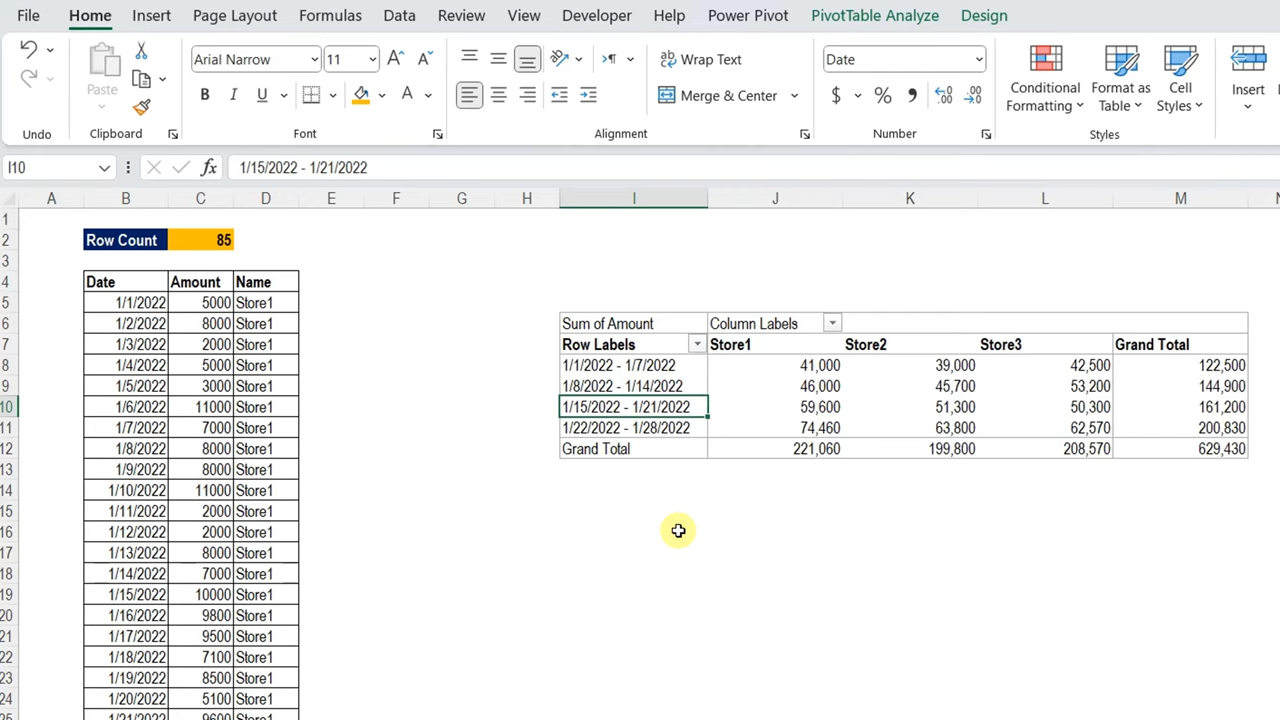 File Home Insert Page Layout Formulas Data Review View Developer Help Power Pivot PivotTable Analyze Design
Arial Narrow 11 Wrap Text Date
Paste B I U A Merge & Center $ % Conditional Formatting Format as Table Cell Styles Insert
Undo Clipboard Font Alignment Number Styles
I10 fx 1/15/2022 - 1/21/2022
A B C D E F G H I J K L M
1
2 Row Count 85
3
4 Date Amount Name
5 1/1/2022 5000 Store1
6 1/2/2022 8000 Store1 Sum of Amount Column Labels
7 1/3/2022 2000 Store1 Row Labels Store1 Store2 Store3 Grand Total
8 1/4/2022 5000 Store1 1/1/2022 - 1/7/2022 41,000 39,000 42,500 122,500
9 1/5/2022 3000 Store1 1/8/2022 - 1/14/2022 46,000 45,700 53,200 144,900
10 1/6/2022 11000 Store1 1/15/2022 - 1/21/2022 59,600 51,300 50,300 161,200
11 1/7/2022 7000 Store1 1/22/2022 - 1/28/2022 74,460 63,800 62,570 200,830
12 1/8/2022 8000 Store1 Grand Total 221,060 199,800 208,570 629,430
13 1/9/2022 8000 Store1
14 1/10/2022 11000 Store1
15 1/11/2022 2000 Store1
16 1/12/2022 2000 Store1
17 1/13/2022 8000 Store1
18 1/14/2022 7000 Store1
19 1/15/2022 10000 Store1
20 1/16/2022 9800 Store1
21 1/17/2022 9500 Store1
22 1/18/2022 7100 Store1
23 1/19/2022 8500 Store1
24 1/20/2022 5100 Store1
25 1/21/2022 9600 Store1